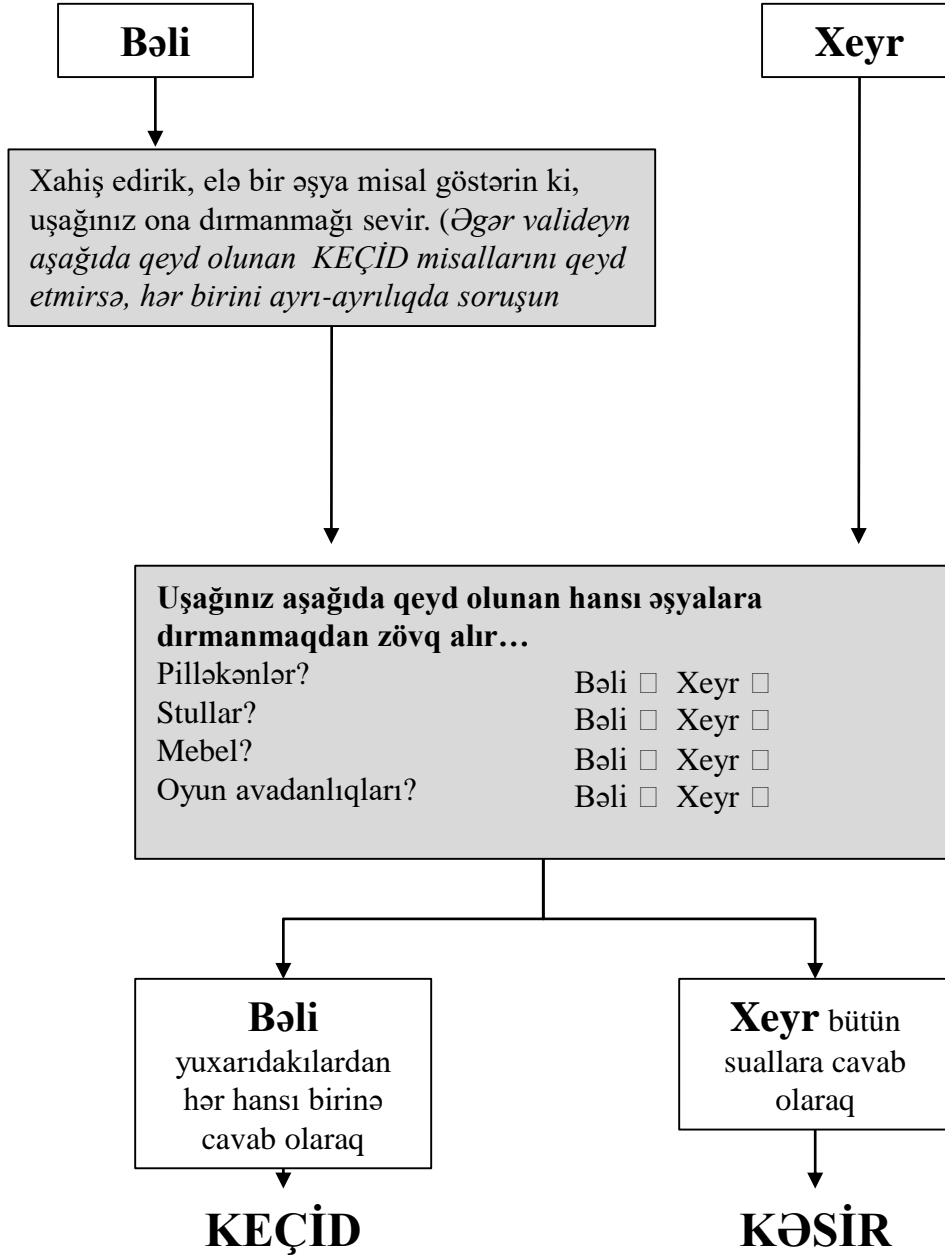 Bəli
Xeyr
Xahiş edirik, elə bir əşya misal göstərin ki,
uşağınız ona dırmanmağı sevir. (Əgər valideyn
aşağıda qeyd olunan KEÇİD misallarını qeyd
etmirsə, hər birini ayrı-ayrılıqda soruşun
Uşağınız aşağıda qeyd olunan hansı əşyalara
dırmanmaqdan zövq alır…
Pilləkənlər? Bəli □ Xeyr □
Stullar? Bəli □ Xeyr □
Mebel? Bəli □ Xeyr □
Oyun avadanlıqları? Bəli □ Xeyr □
Bəli
yuxarıdakılardan
hər hansı birinə
cavab olaraq
Xeyr bütün
suallara cavab
olaraq
KEÇİD
KƏSİR